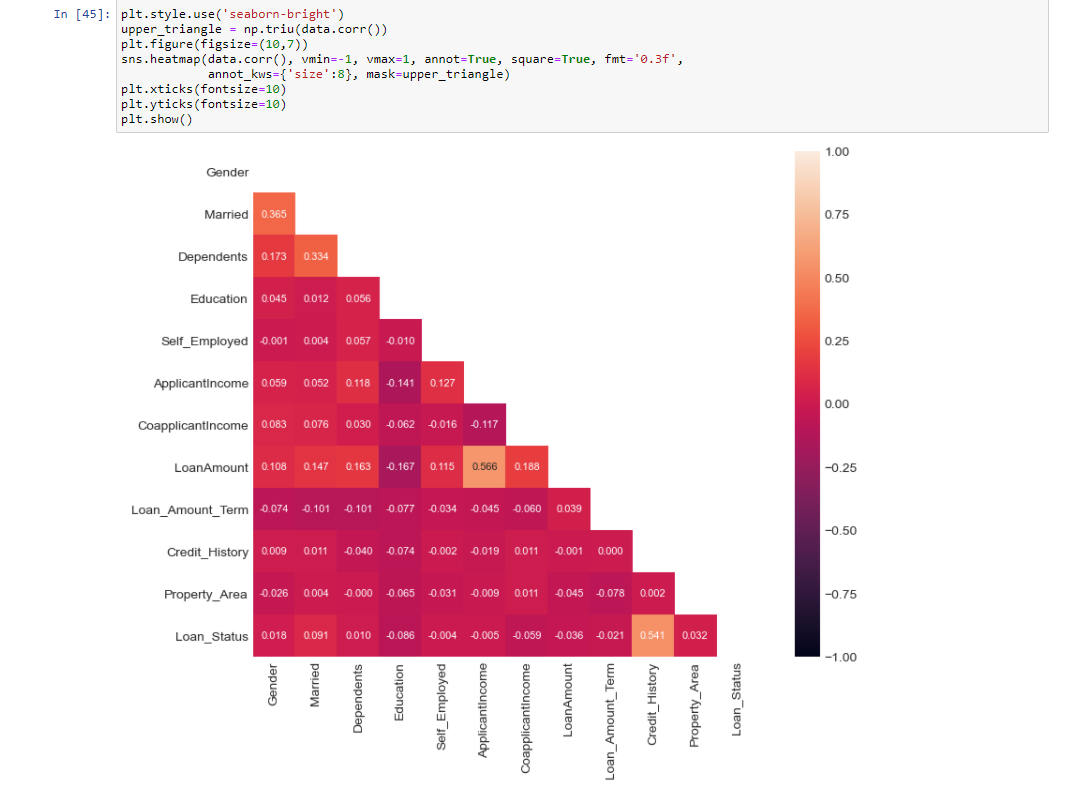 In [45]: plt.style.use('seaborn-bright')
upper_triangle = np.triu(data.corr())
plt.figure(figsize=(10,7))
sns.heatmap(data.corr(), vmin=-1, vmax=1, annot=True, square=True, fmt='0.3f',
annot_kws={'size':8}, mask=upper_triangle)
plt.xticks(fontsize=10)
plt.yticks(fontsize=10)
plt.show()
Gender
Married 0.365
Dependents 0.173 0.334
Education 0.045 0.012 0.056
Self_Employed -0.001 0.004 0.057 -0.010
ApplicantIncome 0.059 0.052 0.118 -0.141 0.127
CoapplicantIncome 0.083 0.076 0.030 -0.062 -0.016 -0.117
LoanAmount 0.108 0.147 0.163 -0.167 0.115 0.566 0.188
Loan_Amount_Term -0.074 -0.101 -0.101 -0.077 -0.034 -0.045 -0.060 0.039
Credit_History 0.009 0.011 -0.040 -0.074 -0.002 -0.019 0.011 -0.001 0.000
Property_Area -0.026 0.004 -0.000 -0.065 -0.031 -0.009 0.011 -0.045 -0.078 0.002
Loan_Status 0.018 0.091 0.010 -0.086 -0.004 -0.005 -0.059 -0.036 -0.021 0.541 0.032
Gender
Married
Dependents
Education
Self_Employed
ApplicantIncome
CoapplicantIncome
LoanAmount
Loan_Amount_Term
Credit_History
Property_Area
Loan_Status
1.00
0.75
0.50
0.25
0.00
−0.25
−0.50
−0.75
−1.00